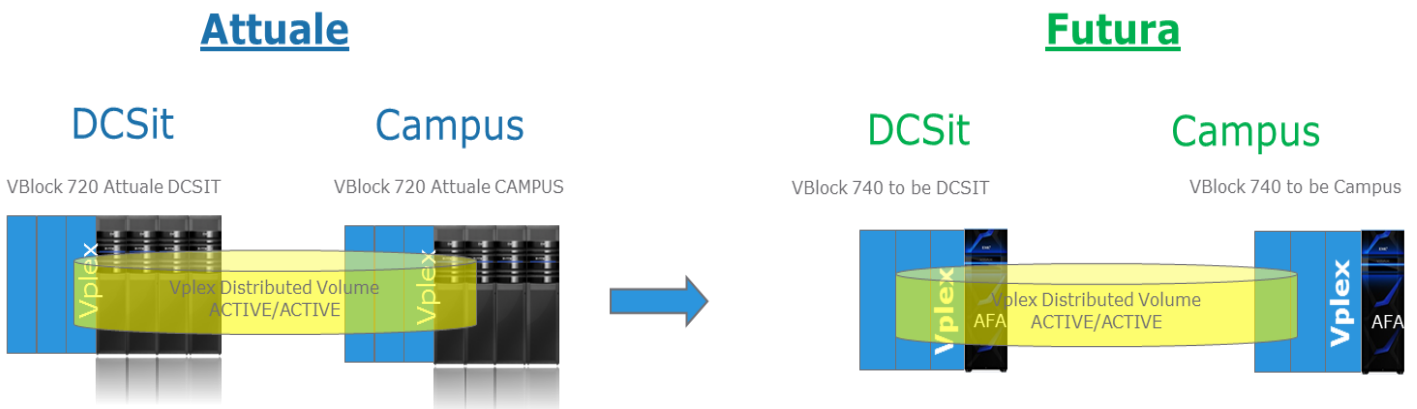 Attuale
Futura
DCSit
Campus
DCSit
Campus
VBlock 720 Attuale DCSIT
VBlock 720 Attuale CAMPUS
VBlock 740 to be DCSIT
VBlock 740 to be Campus
Vplex
Vplex Distributed Volume
ACTIVE/ACTIVE
Vplex
Vplex
Vplex Distributed Volume
ACTIVE/ACTIVE
AFA
Vplex
AFA